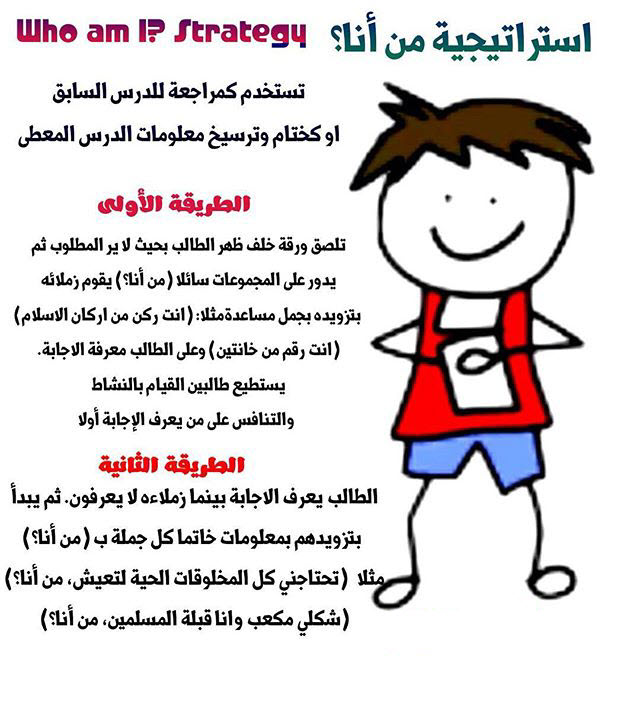 استراتيجية من أنا؟
Who am I? Strategy
تستخدم كمراجعة للدرس السابق
او كختام وترسيخ معلومات الدرس المعطى
الطريقة الأولى
تلصق ورقة خلف ظهر الطالب بحيث لا ير المطلوب ثم
يدور على المجموعات سائلا (من أنا؟) يقوم زملائه
بتزويده بجمل مساعدة مثلا: (انت ركن من اركان الاسلام)
(انت رقم من خانتين) وعلى الطالب معرفة الاجابة.
يستطيع طالبين القيام بالنشاط
والتنافس على من يعرف الإجابة أولا
الطريقة الثانية
الطالب يعرف الاجابة بينما زملاءه لا يعرفون. ثم يبدأ
بتزويدهم بمعلومات خاتما كل جملة ب (من أنا؟)
مثلا (تحتاجني كل المخلوقات الحية لتعيش، من أنا؟)
(شكلي مكعب وانا قبلة المسلمين، من أنا؟)